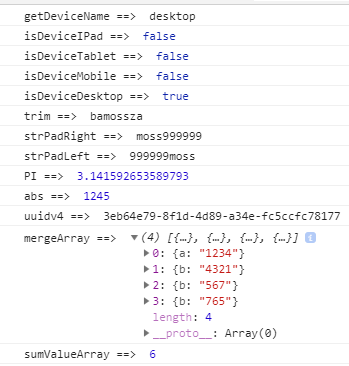 getDeviceName ==> desktop
isDeviceIPad ==> false
isDeviceTablet ==> false
isDeviceMobile ==> false
isDeviceDesktop ==> true
trim ==> bamossza
strPadRight ==> moss999999
strPadLeft ==> 999999moss
PI ==> 3.141592653589793
abs ==> 1245
uuidv4 ==> 3eb64e79-8f1d-4d89-a34e-fc5ccfc78177
mergeArray ==> ▼(4) [{…}, {…}, {…}, {…}] i
▶0: {a: "1234"}
▶1: {b: "4321"}
▶2: {b: "567"}
▶3: {b: "765"}
length: 4
▶__proto__: Array(0)
sumValueArray ==> 6